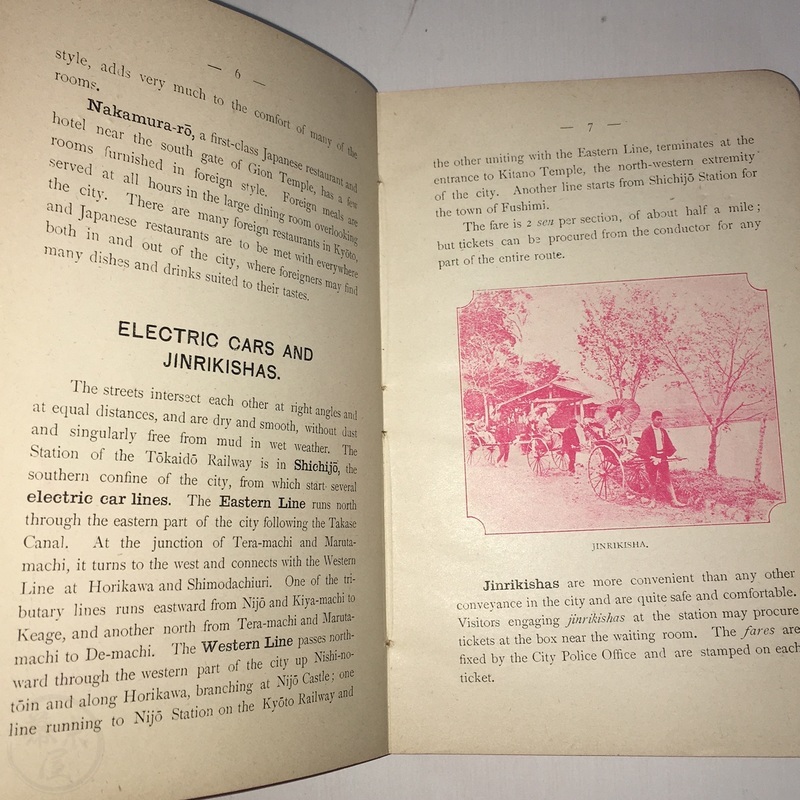 — 6 —
style, adds very much to the comfort of many of the
rooms.
Nakamura-rō, a first-class Japanese restaurant and
hotel near the south gate of Gion Temple, has a few
rooms furnished in foreign style. Foreign meals are
served at all hours in the large dining room overlooking
the city. There are many foreign restaurants in Kyōto,
and Japanese restaurants are to be met with everywhere
both in and out of the city, where foreigners may find
many dishes and drinks suited to their tastes.
ELECTRIC CARS AND
JINRIKISHAS.
The streets intersect each other at right angles and
at equal distances, and are dry and smooth, without dust
and singularly free from mud in wet weather. The
Station of the Tōkaidō Railway is in Shichijō, the
southern confine of the city, from which start several
electric car lines. The Eastern Line runs north
through the eastern part of the city following the Takase
Canal. At the junction of Tera-machi and Maruta-
machi, it turns to the west and connects with the Western
Line at Horikawa and Shimodachiuri. One of the tri-
butary lines runs eastward from Nijō and Kiya-machi to
Keage, and another north from Tera-machi and Maruta-
machi to De-machi. The Western Line passes north-
ward through the western part of the city up Nishi-no-
tōin and along Horikawa, branching at Nijō Castle; one
line running to Nijō Station on the Kyōto Railway and
— 7 —
the other uniting with the Eastern Line, terminates at the
entrance to Kitano Temple, the north-western extremity
of the city. Another line starts from Shichijō Station for
the town of Fushimi.
The fare is 2 sen per section, of about half a mile;
but tickets can be procured from the conductor for any
part of the entire route.
JINRIKISHA.
Jinrikishas are more convenient than any other
conveyance in the city and are quite safe and comfortable.
Visitors engaging jinrikishas at the station may procure
tickets at the box near the waiting room. The fares are
fixed by the City Police Office and are stamped on each
ticket.